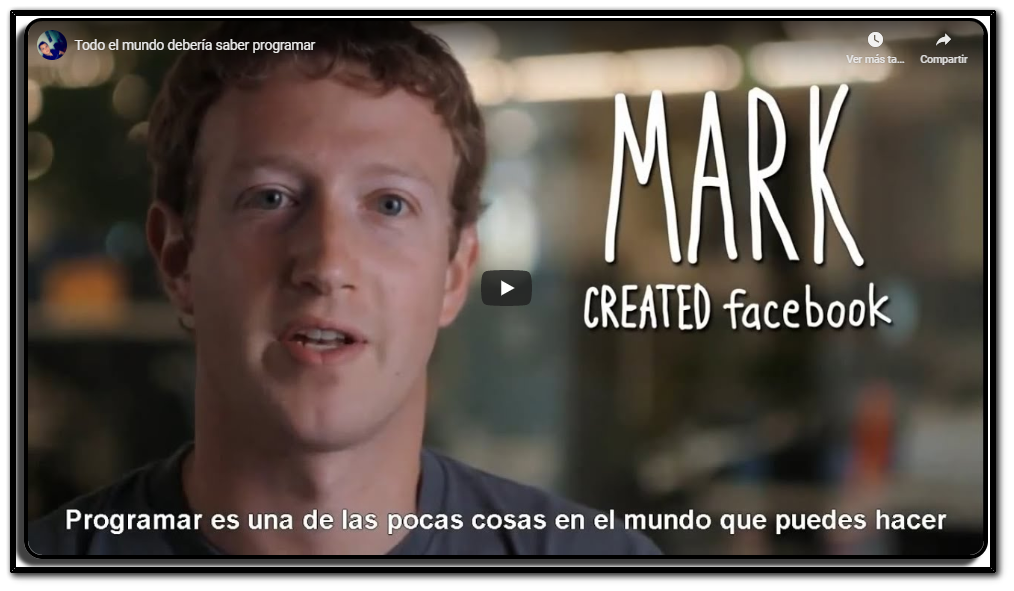 Todo el mundo debería saber programar
Ver más ta...
Compartir
MARK
CREATED facebook
Programar es una de las pocas cosas en el mundo que puedes hacer